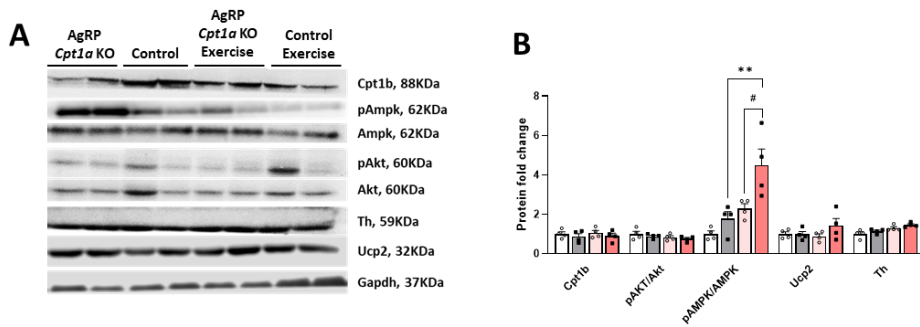 A
AgRP
Cpt1a KO
Control
AgRP
Cpt1a KO
Exercise
Control
Exercise
Cpt1b, 88KDa
pAmpk, 62KDa
Ampk, 62KDa
pAkt, 60KDa
Akt, 60KDa
Th, 59KDa
Ucp2, 32KDa
Gapdh, 37KDa
B
**
#
Protein fold change
8
6
4
2
0
Cpt1b
pAKT/Akt
pAMPK/AMPK
Ucp2
Th